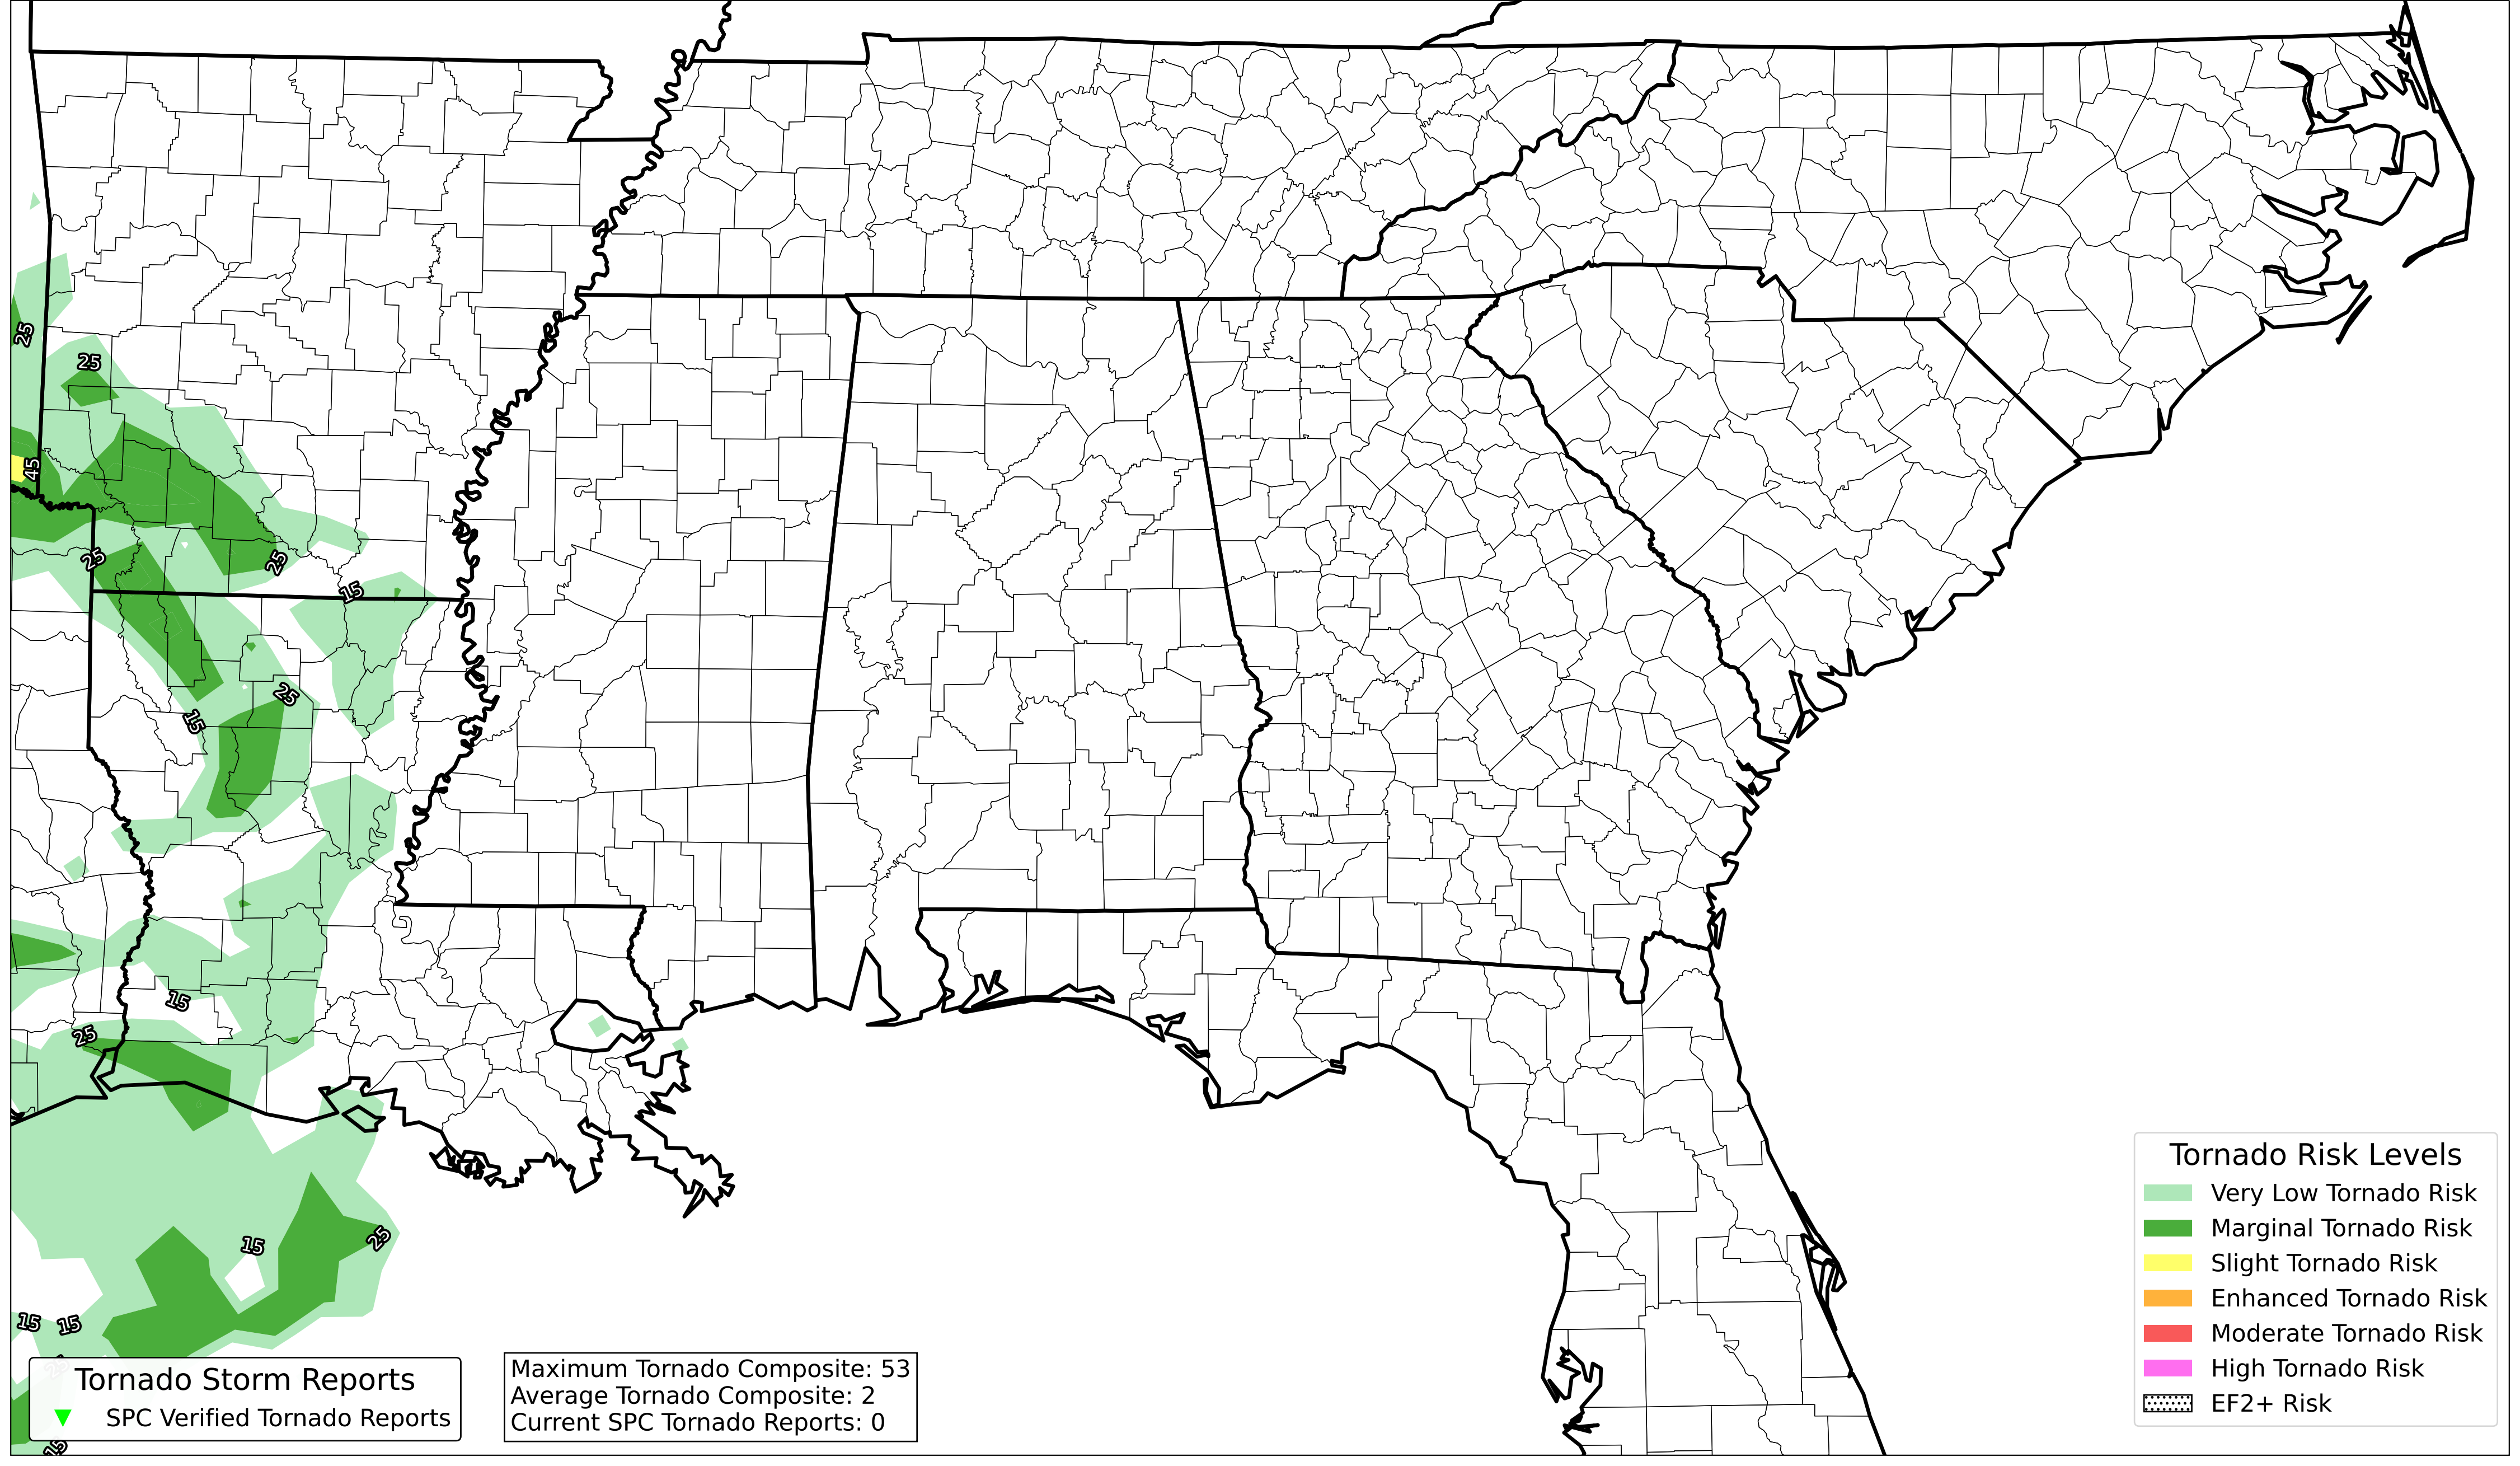 25
25
45
25
25
15
25
15
15
25
15
25
15
15
15
Tornado Storm Reports
SPC Verified Tornado Reports
Maximum Tornado Composite: 53
Average Tornado Composite: 2
Current SPC Tornado Reports: 0
Tornado Risk Levels
Very Low Tornado Risk
Marginal Tornado Risk
Slight Tornado Risk
Enhanced Tornado Risk
Moderate Tornado Risk
High Tornado Risk
EF2+ Risk